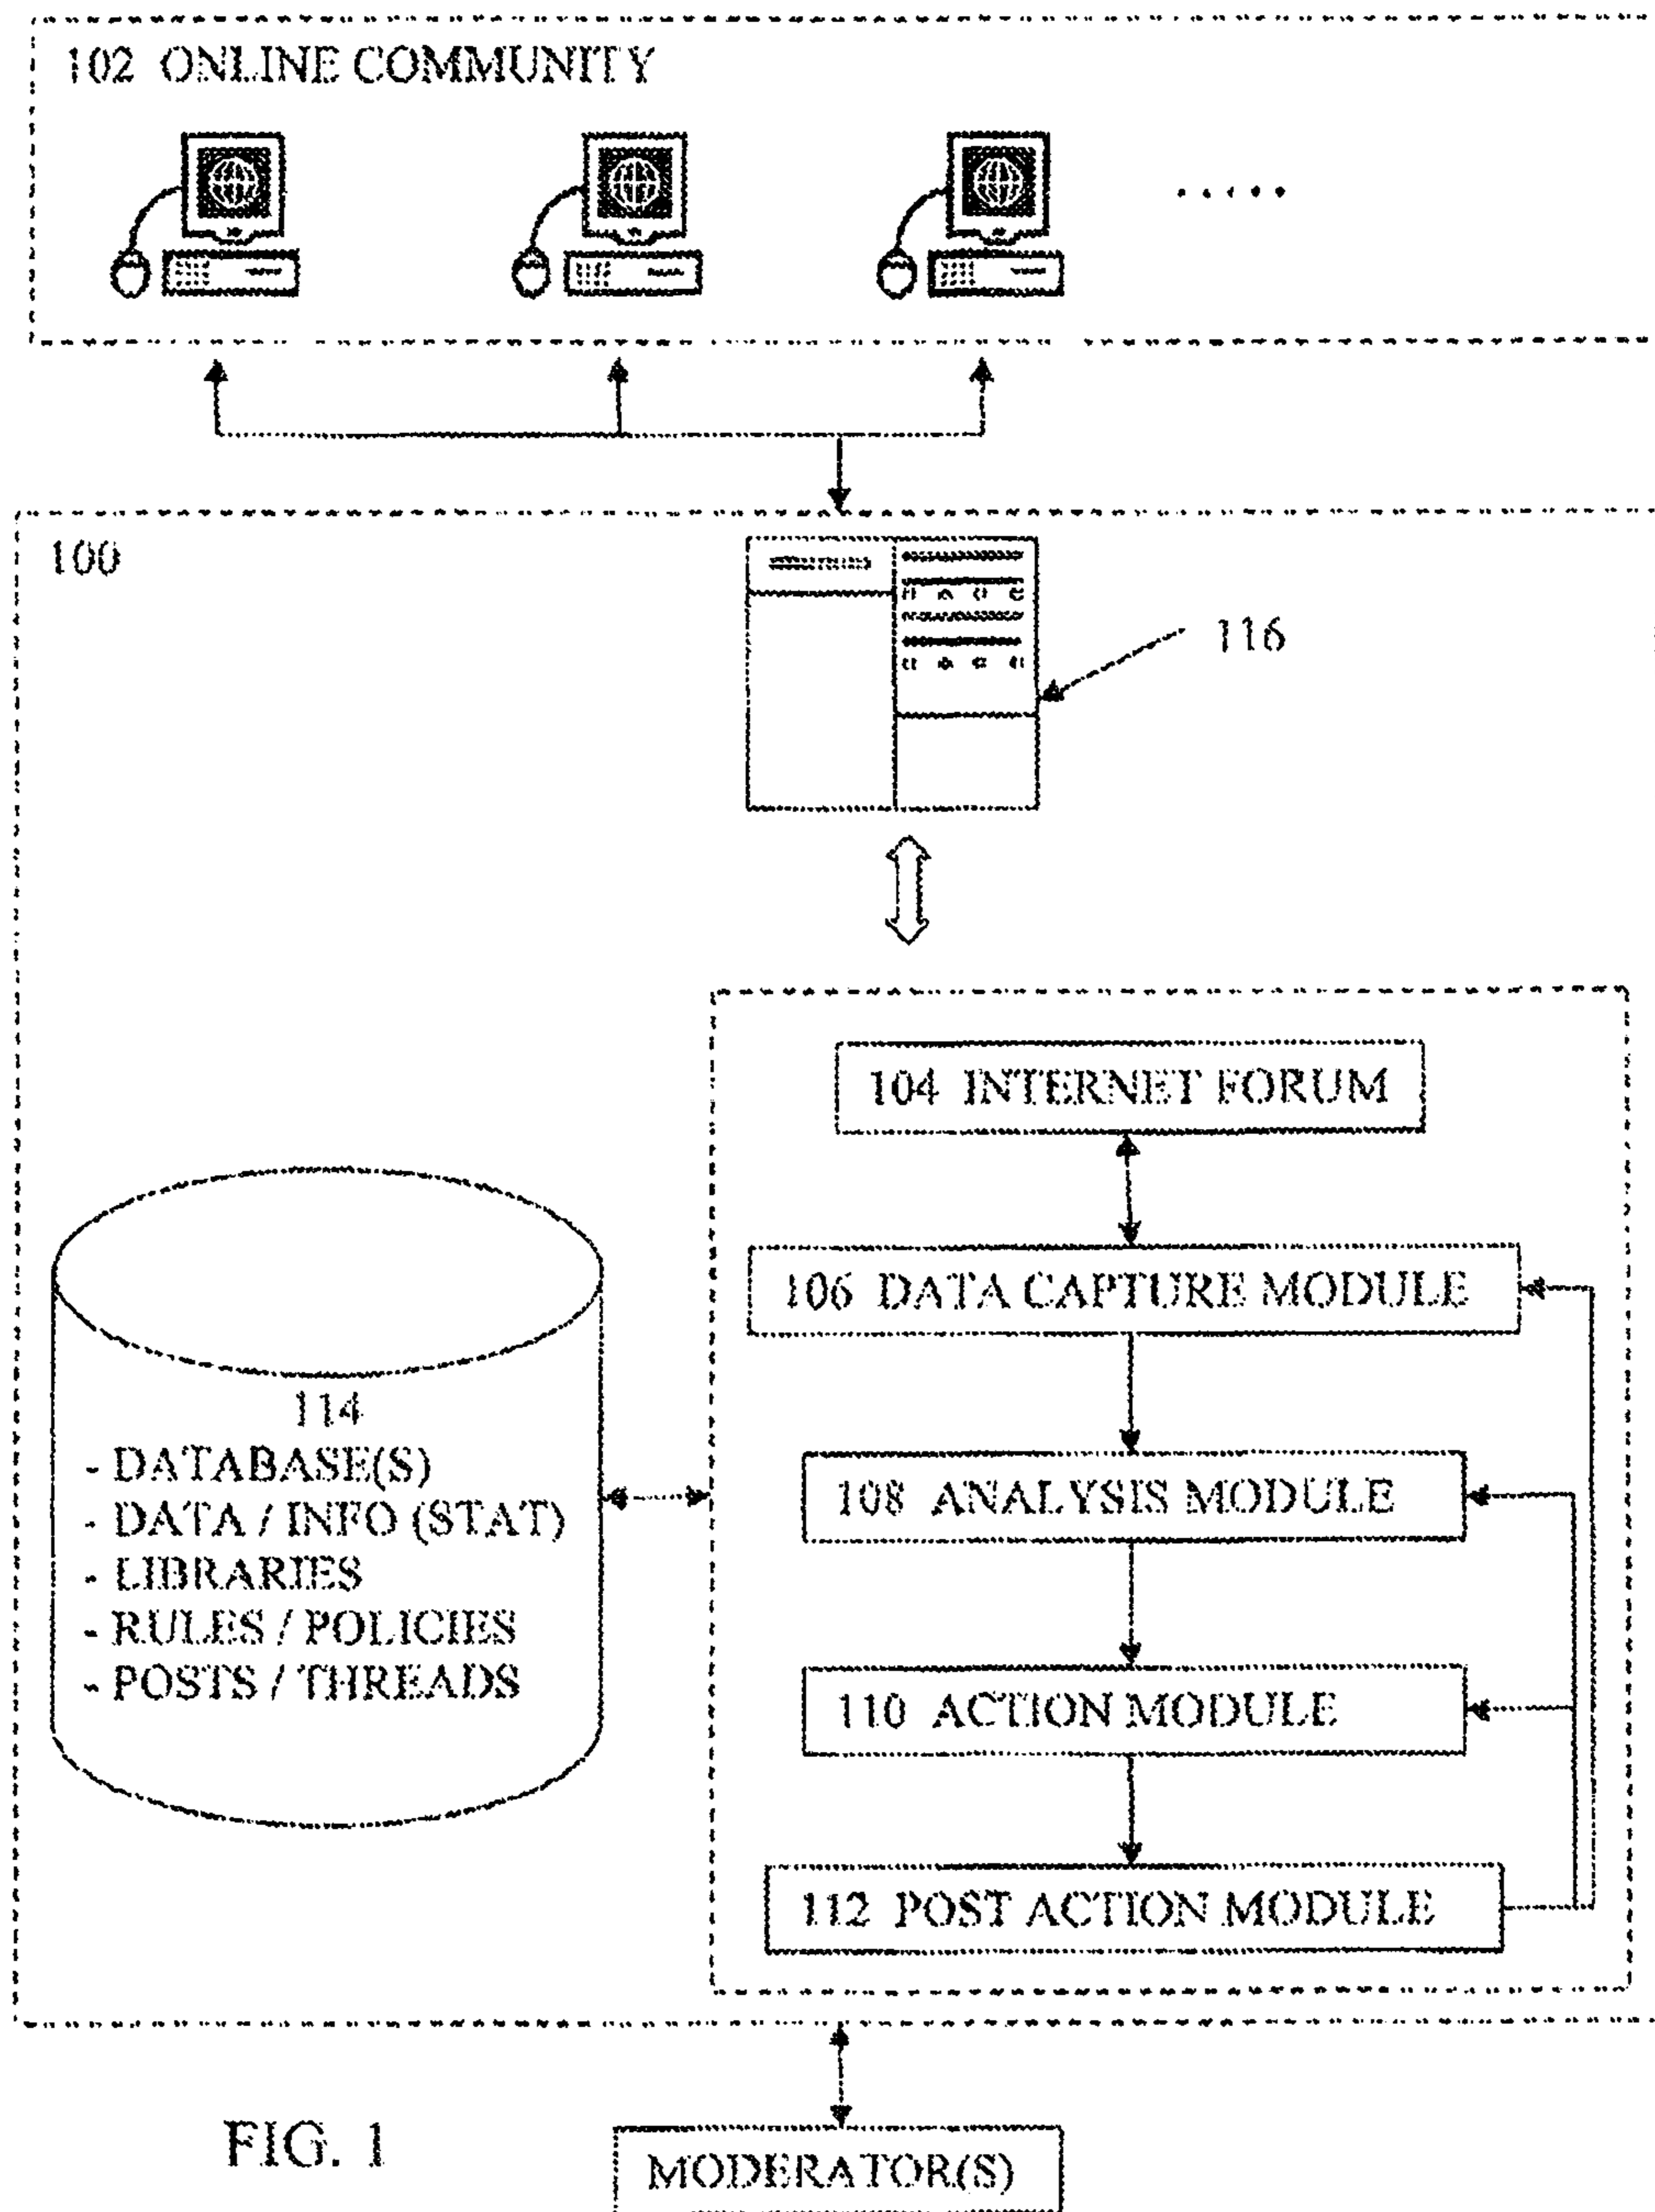 102 ONLINE COMMUNITY
100
116
104 INTERNET FORUM
106 DATA CAPTURE MODULE
114
- DATABASE(S)
- DATA / INFO (STAT)
- LIBRARIES
- RULES / POLICIES
- POSTS / THREADS
108 ANALYSIS MODULE
110 ACTION MODULE
112 POST ACTION MODULE
FIG. 1
MODERATOR(S)